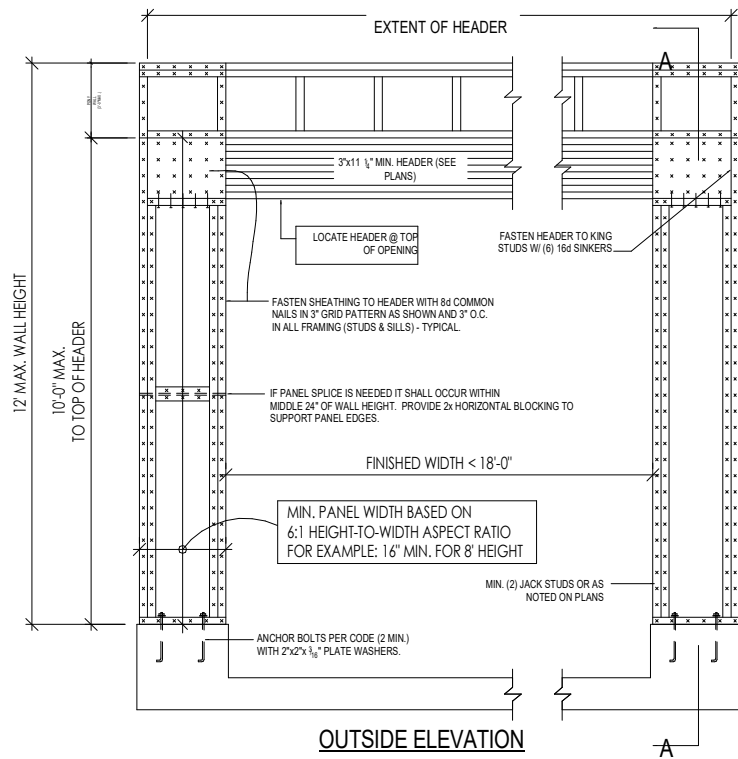 EXTENT OF HEADER
A
3"x11 ¼" MIN. HEADER (SEE
PLANS)
LOCATE HEADER @ TOP
OF OPENING
FASTEN HEADER TO KING
STUDS W/ (6) 16d SINKERS
12' MAX. WALL HEIGHT
10'-0" MAX.
TO TOP OF HEADER
FASTEN SHEATHING TO HEADER WITH 8d COMMON
NAILS IN 3" GRID PATTERN AS SHOWN AND 3" O.C.
IN ALL FRAMING (STUDS & SILLS) - TYPICAL.
IF PANEL SPLICE IS NEEDED IT SHALL OCCUR WITHIN
MIDDLE 24" OF WALL HEIGHT. PROVIDE 2x HORIZONTAL BLOCKING TO
SUPPORT PANEL EDGES.
FINISHED WIDTH < 18'-0"
MIN. PANEL WIDTH BASED ON
6:1 HEIGHT-TO-WIDTH ASPECT RATIO
FOR EXAMPLE: 16" MIN. FOR 8' HEIGHT
MIN. (2) JACK STUDS OR AS
NOTED ON PLANS
ANCHOR BOLTS PER CODE (2 MIN.)
WITH 2"x2"x 3/16" PLATE WASHERS.
OUTSIDE ELEVATION
A